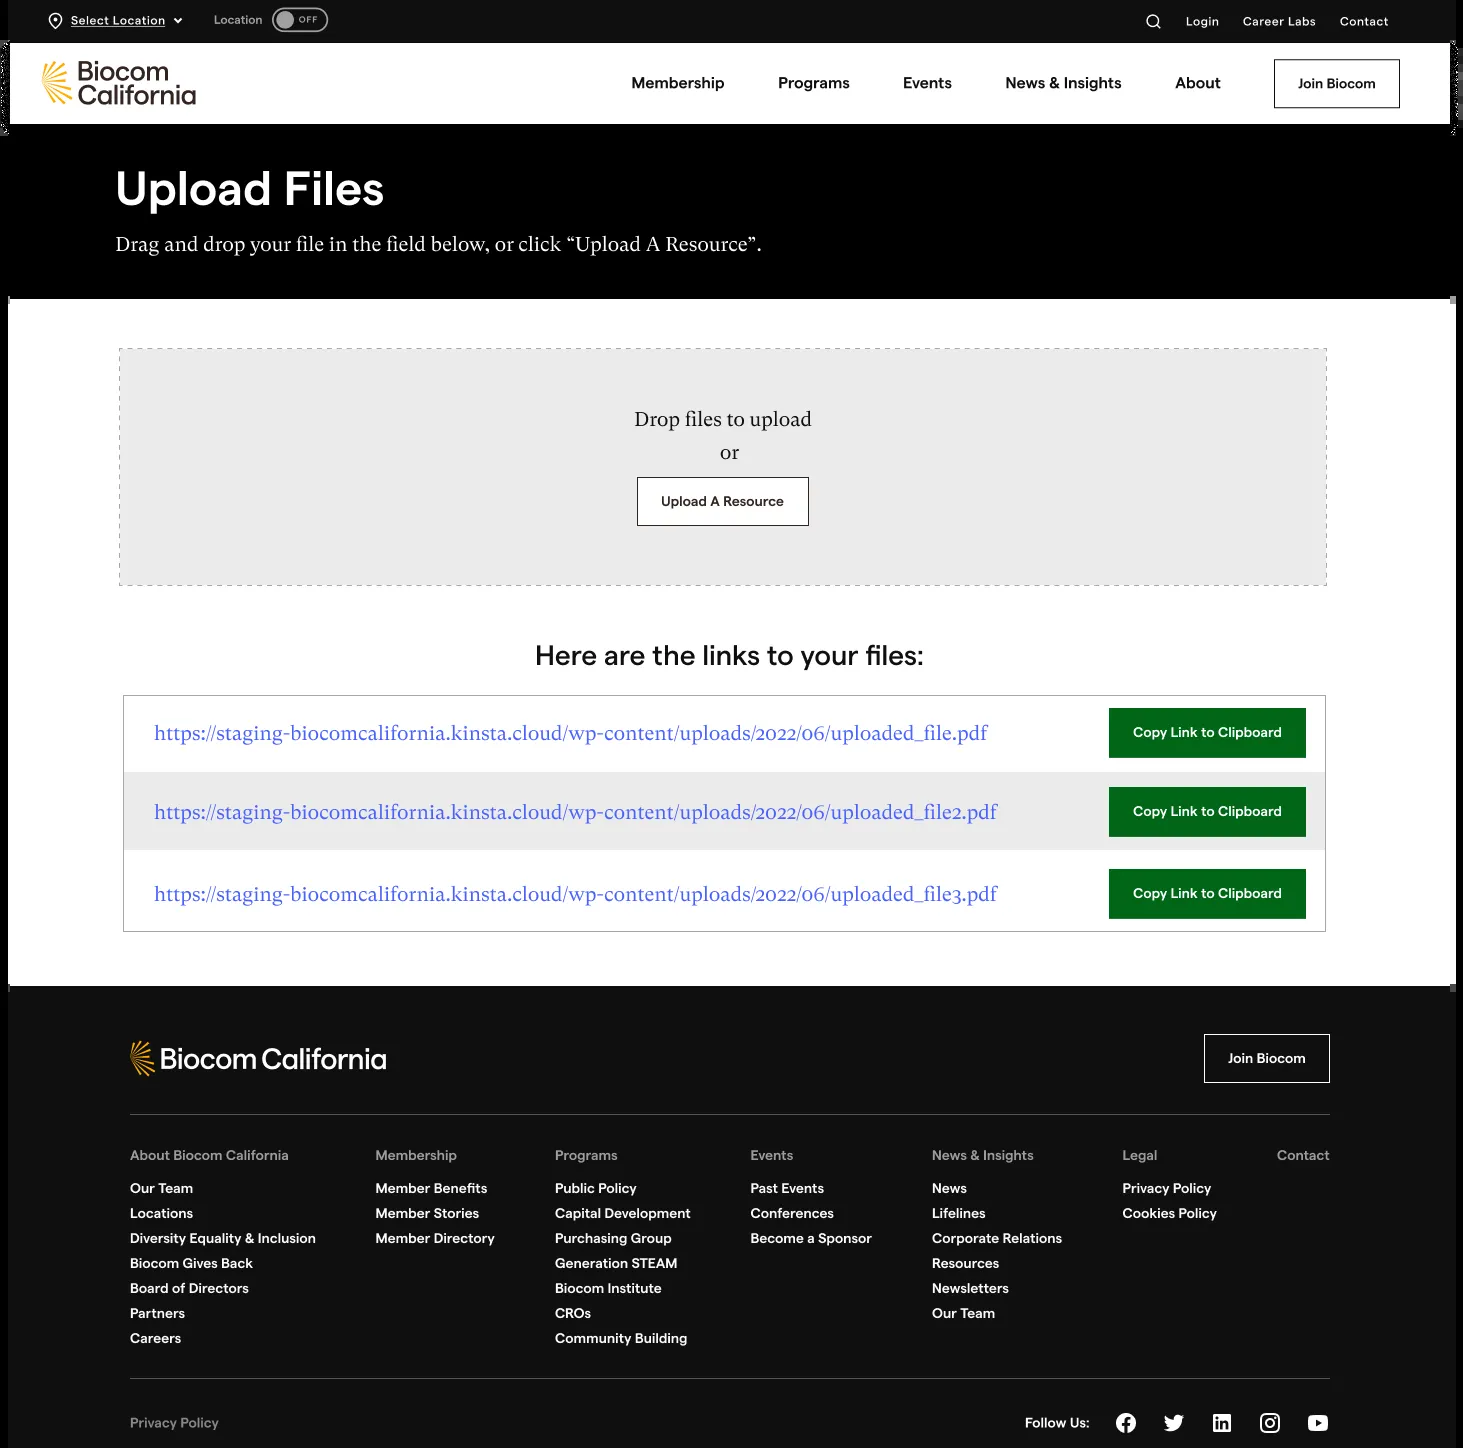 Select Location
Location
OFF
Login
Career Labs
Contact
Biocom
California
Membership
Programs
Events
News & Insights
About
Join Biocom
Upload Files
Drag and drop your file in the field below, or click “Upload A Resource”.
Drop files to upload
or
Upload A Resource
Here are the links to your files:
https://staging-biocomcalifornia.kinsta.cloud/wp-content/uploads/2022/06/uploaded_file.pdf
Copy Link to Clipboard
https://staging-biocomcalifornia.kinsta.cloud/wp-content/uploads/2022/06/uploaded_file2.pdf
Copy Link to Clipboard
https://staging-biocomcalifornia.kinsta.cloud/wp-content/uploads/2022/06/uploaded_file3.pdf
Copy Link to Clipboard
Biocom California
Join Biocom
About Biocom California
Our Team
Locations
Diversity Equality & Inclusion
Biocom Gives Back
Board of Directors
Partners
Careers
Membership
Member Benefits
Member Stories
Member Directory
Programs
Public Policy
Capital Development
Purchasing Group
Generation STEAM
Biocom Institute
CROs
Community Building
Events
Past Events
Conferences
Become a Sponsor
News & Insights
News
Lifelines
Corporate Relations
Resources
Newsletters
Our Team
Legal
Privacy Policy
Cookies Policy
Contact
Privacy Policy
Follow Us: